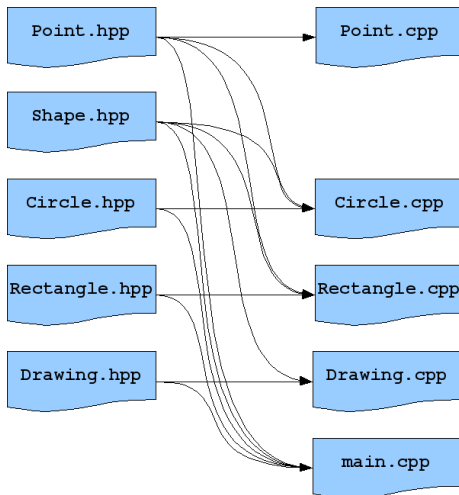 Point.hpp
Point.cpp
Shape.hpp
Circle.hpp
Circle.cpp
Rectangle.hpp
Rectangle.cpp
Drawing.hpp
Drawing.cpp
main.cpp